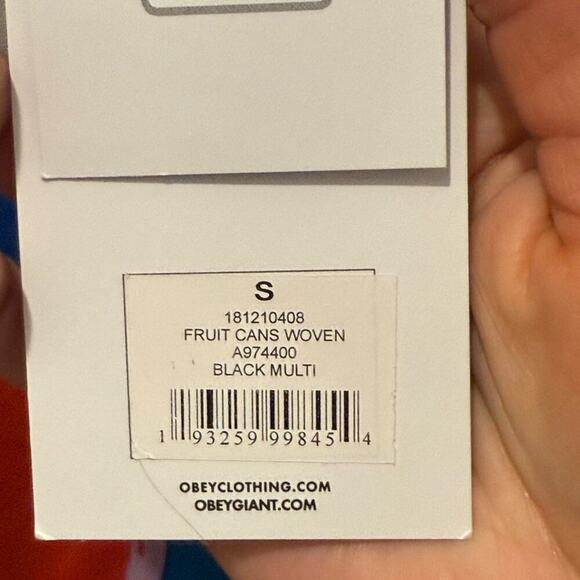 S
181210408
FRUIT CANS WOVEN
A974400
BLACK MULTI
1 93259 99845 4
OBEYCLOTHING.COM
OBEYGIANT.COM